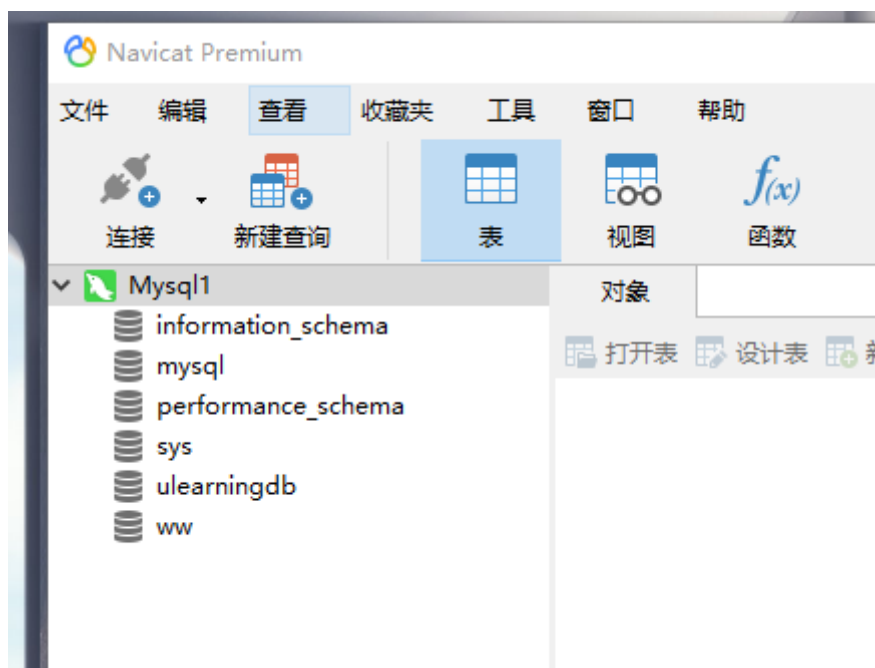 Navicat Premium
文件 编辑 查看 收藏夹 工具 窗口 帮助
连接 新建查询 表 视图 f(x) 函数
Mysql1
对象
information_schema
打开表 设计表
mysql
performance_schema
sys
ulearningdb
ww